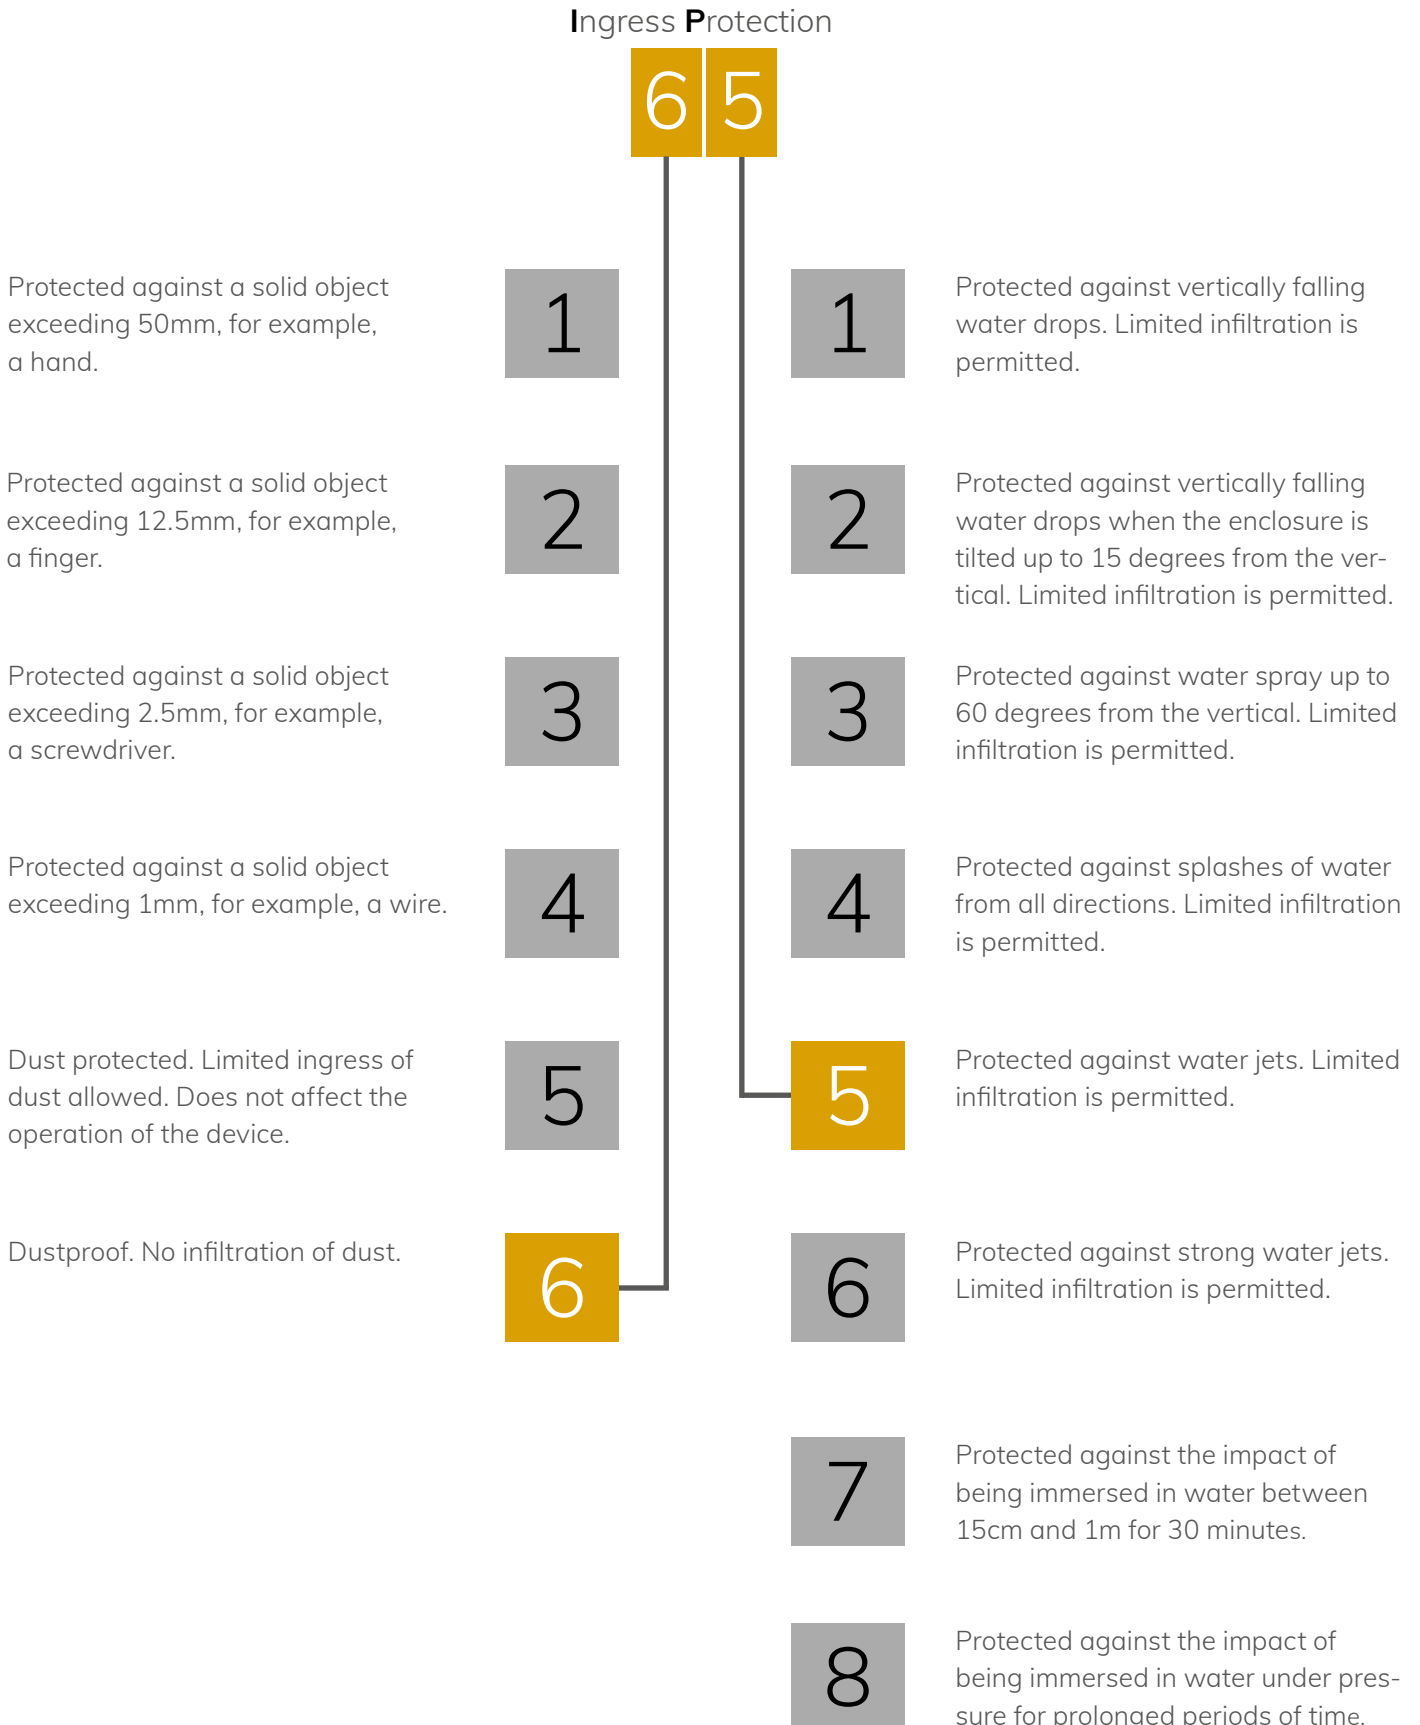 Ingress Protection
6 5
Protected against a solid object
exceeding 50mm, for example,
a hand.
1
1
Protected against vertically falling
water drops. Limited infiltration is
permitted.
Protected against a solid object
exceeding 12.5mm, for example,
a finger.
2
2
Protected against vertically falling
water drops when the enclosure is
tilted up to 15 degrees from the ver-
tical. Limited infiltration is permitted.
Protected against a solid object
exceeding 2.5mm, for example,
a screwdriver.
3
3
Protected against water spray up to
60 degrees from the vertical. Limited
infiltration is permitted.
Protected against a solid object
exceeding 1mm, for example, a wire.
4
4
Protected against splashes of water
from all directions. Limited infiltration
is permitted.
Dust protected. Limited ingress of
dust allowed. Does not affect the
operation of the device.
5
5
Protected against water jets. Limited
infiltration is permitted.
Dustproof. No infiltration of dust.
6
6
Protected against strong water jets.
Limited infiltration is permitted.
7
Protected against the impact of
being immersed in water between
15cm and 1m for 30 minutes.
8
Protected against the impact of
being immersed in water under pres-
sure for prolonged periods of time.